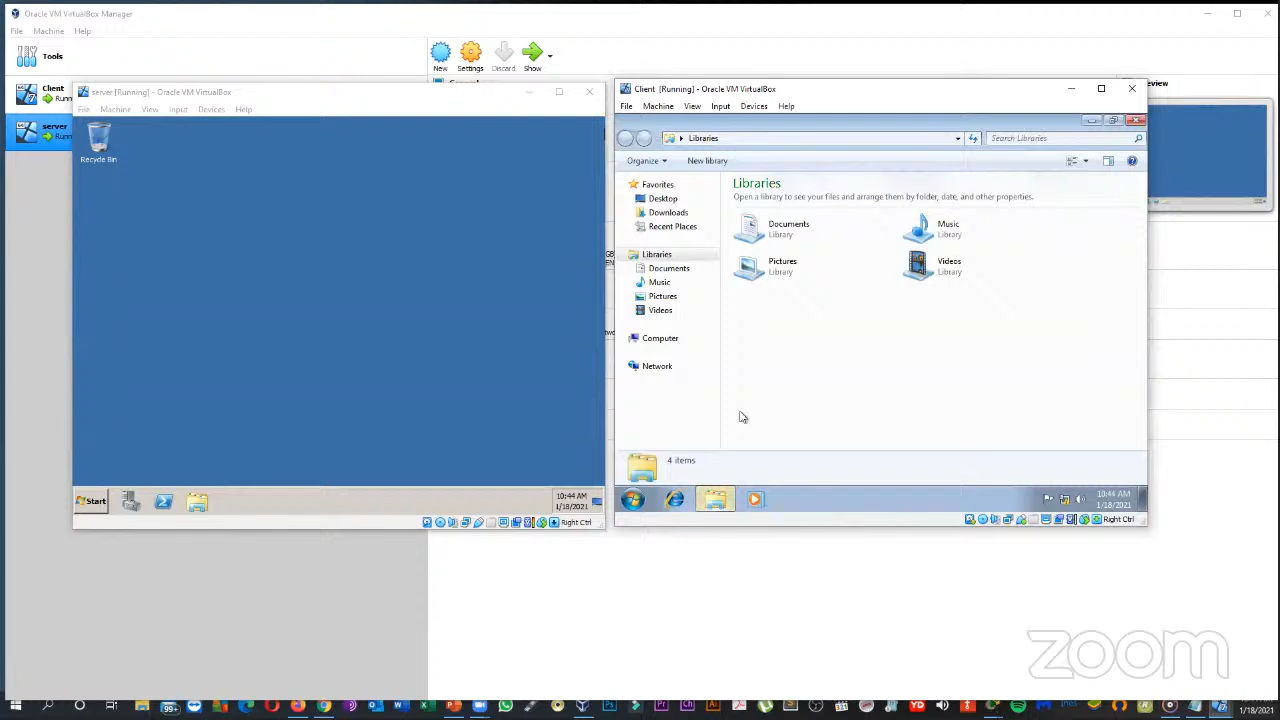 Oracle VM VirtualBox Manager
File Machine Help
Tools
New Settings Discard Show
Client
server
server [Running] - Oracle VM VirtualBox
File Machine View Input Devices Help
Recycle Bin
Start
10:44 AM
1/18/2021
Right Ctrl
Client [Running] - Oracle VM VirtualBox
File Machine View Input Devices Help
Libraries
Search Libraries
Organize New library
Favorites
Desktop
Downloads
Recent Places
Libraries
Documents
Music
Pictures
Videos
Computer
Network
Libraries
Open a library to see your files and arrange them by folder, date, and other properties.
Documents
Library
Music
Library
Pictures
Library
Videos
Library
4 items
10:44 AM
1/18/2021
Right Ctrl
zoom
99+
1/18/2021